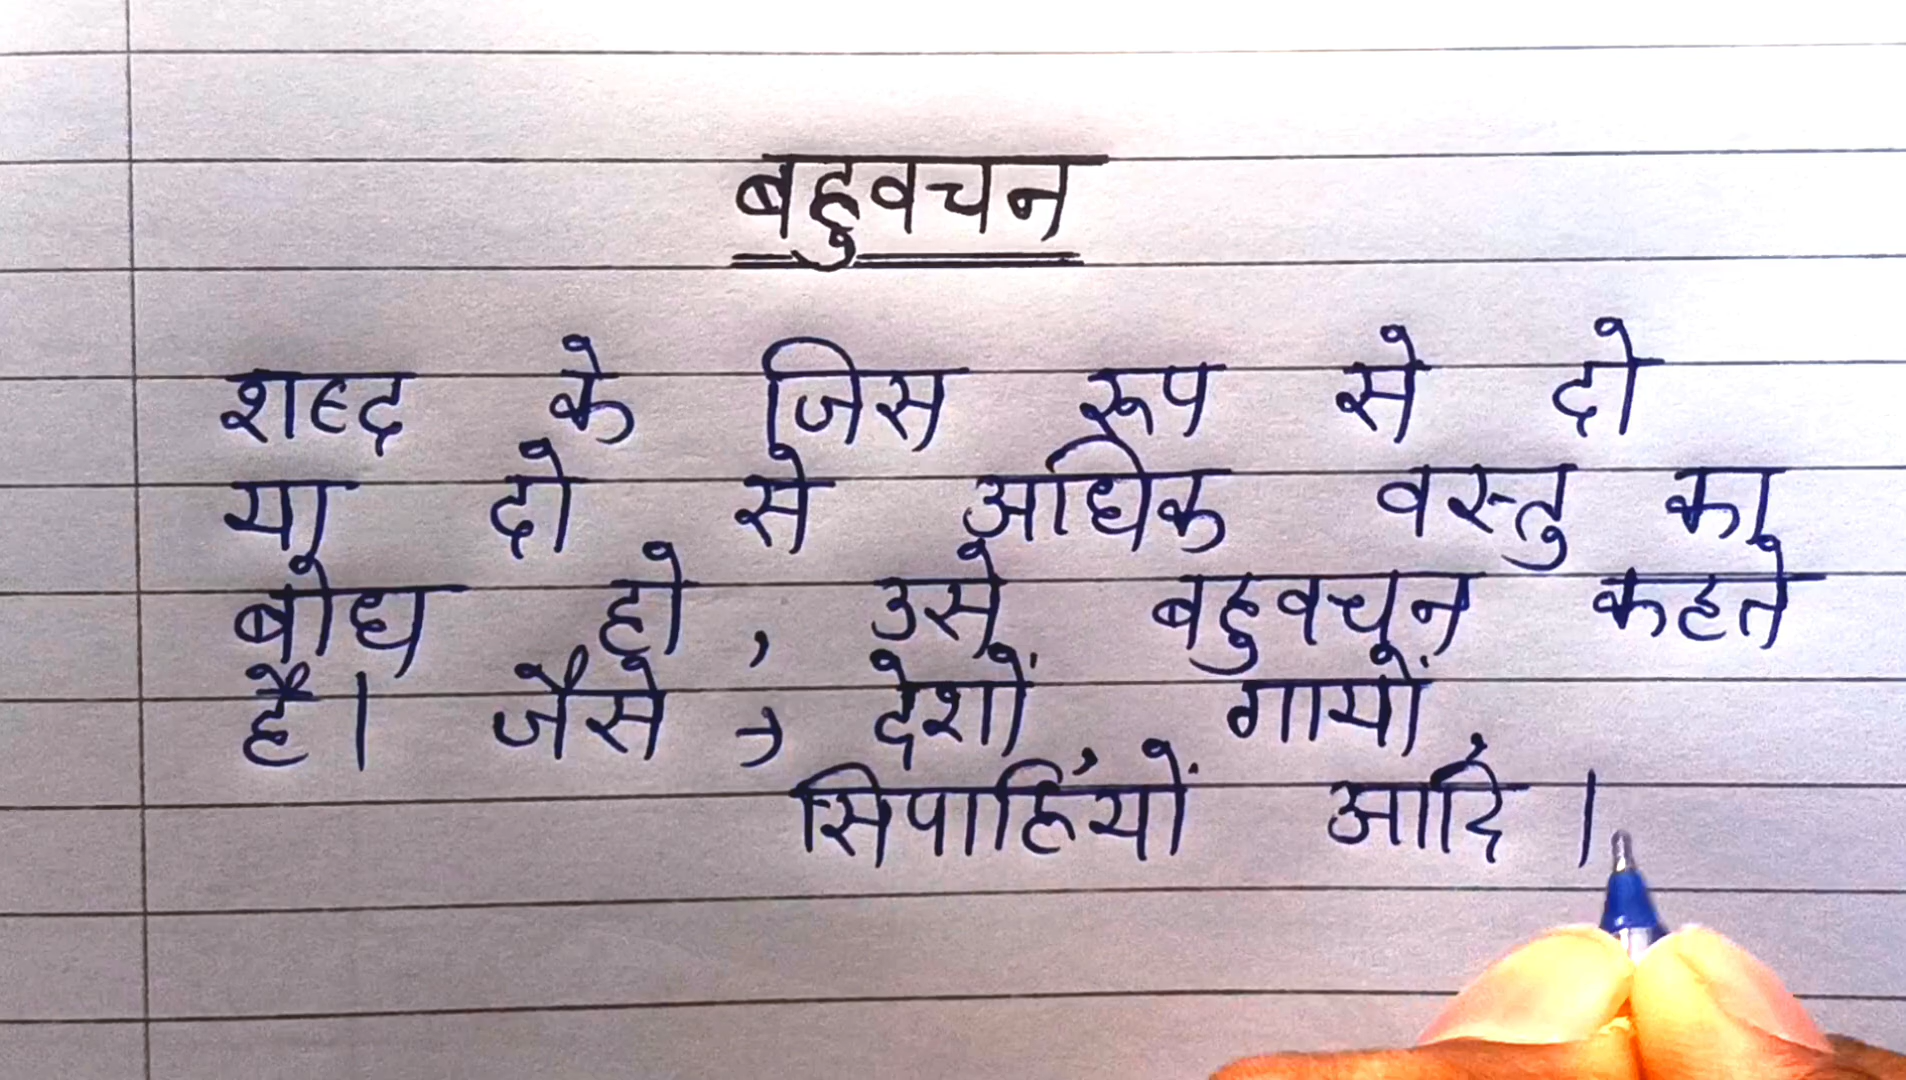 बहुवचन
शब्द के जिस रूप से दो
या दो से अधिक वस्तु का
बोध हो, उसे बहुवचन कहते
हैं। जैसे → देशों, गायों,
सिपाहियों आदि।